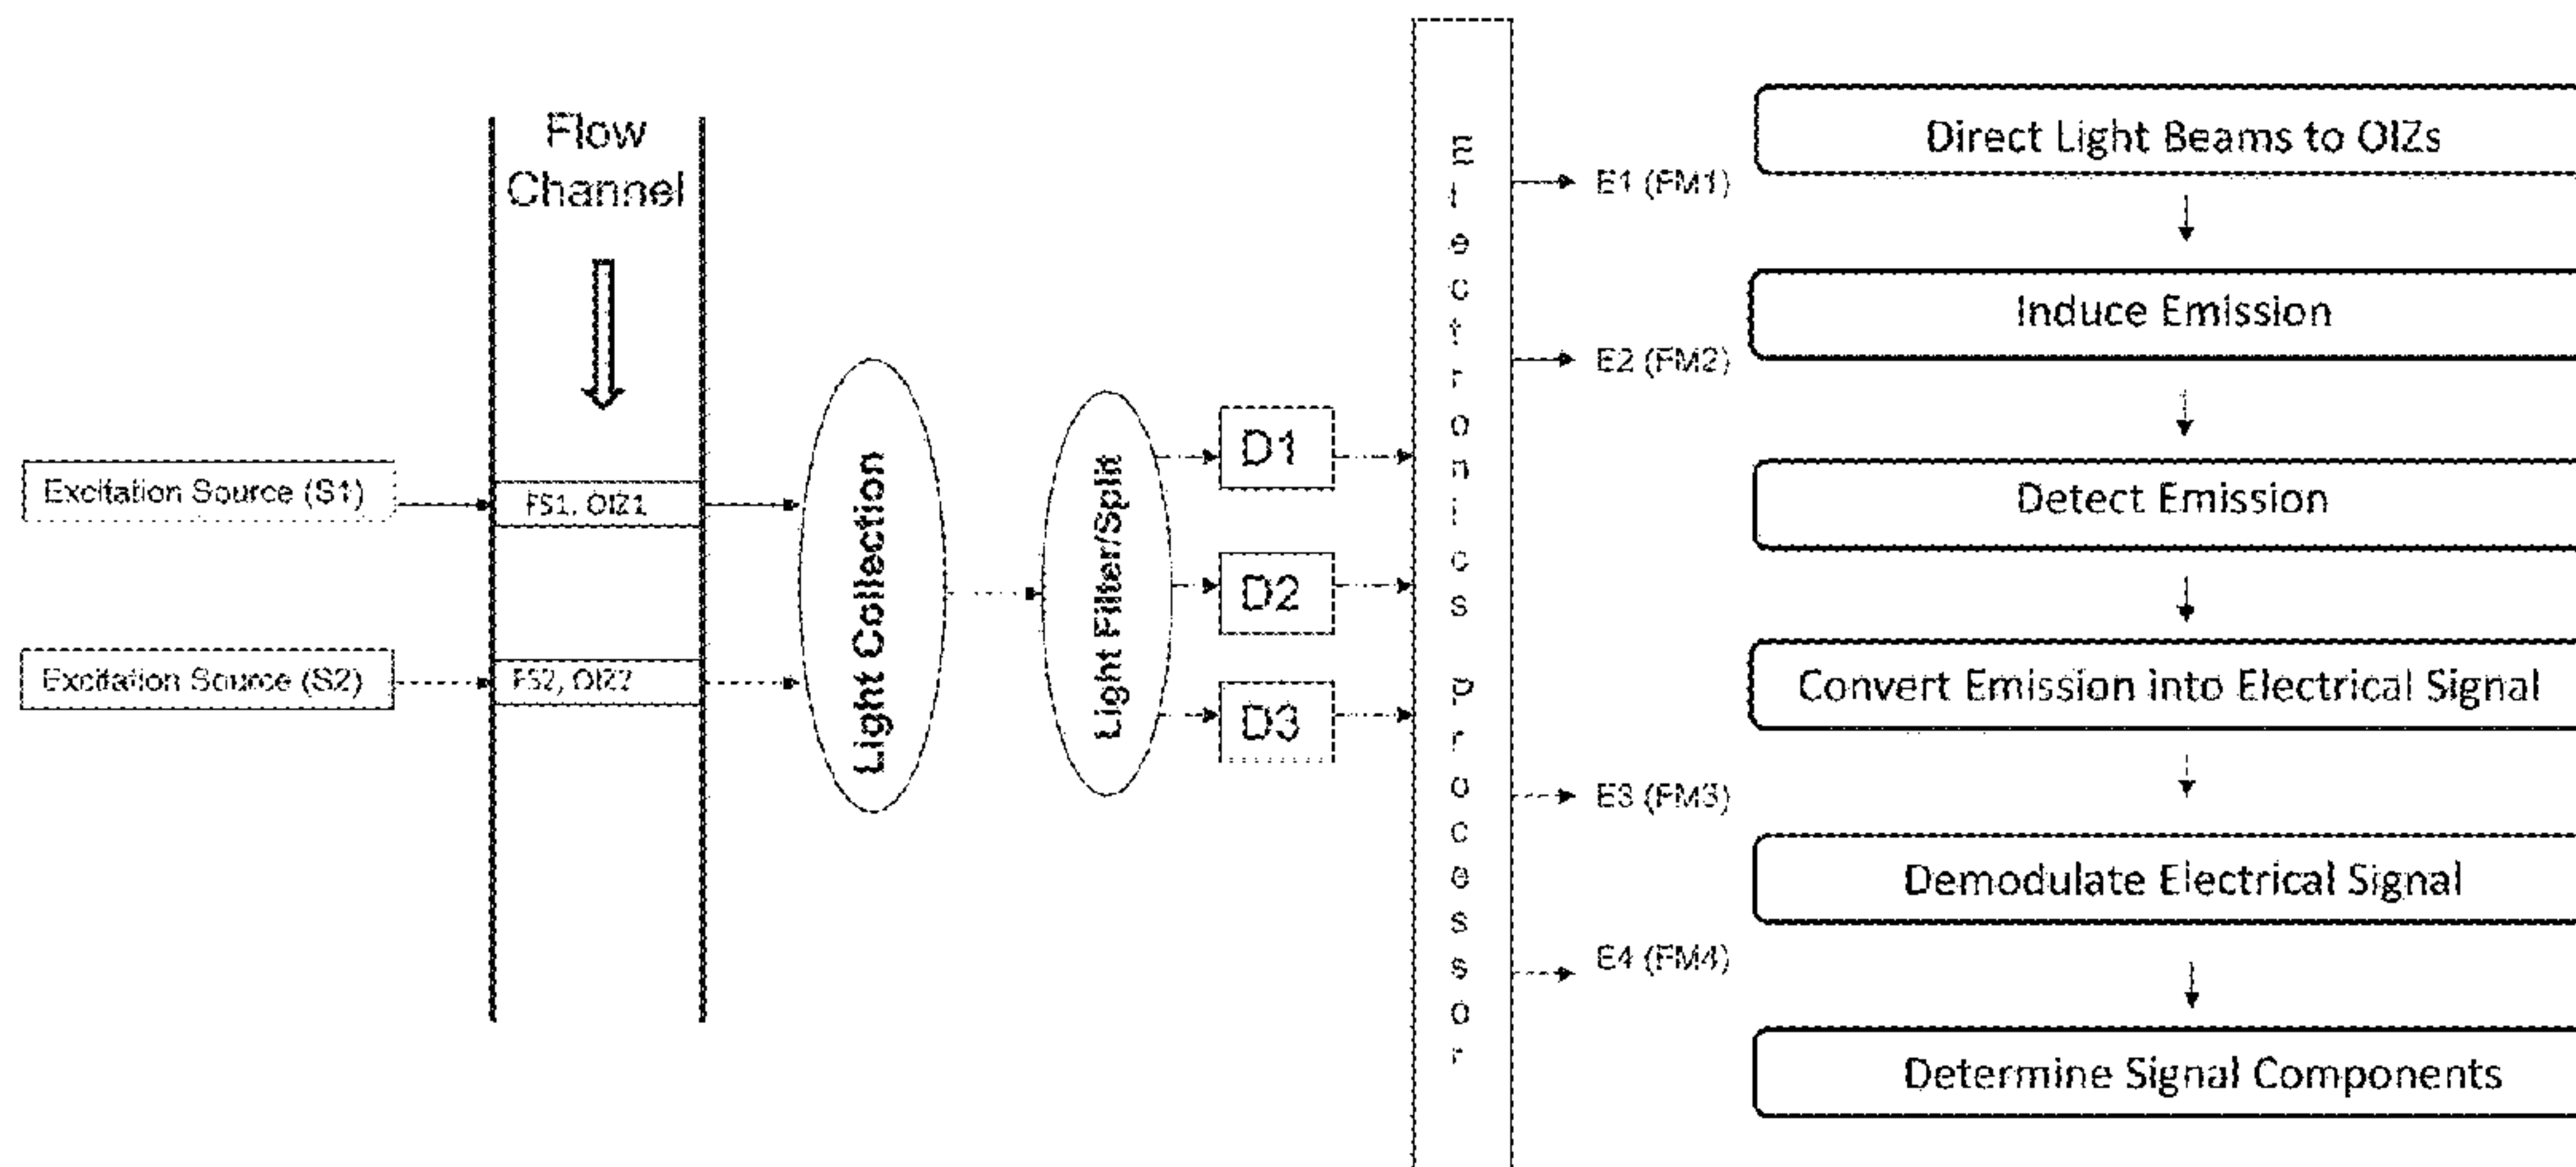 Flow
Channel
Excitation Source (S1)
FS1, OIZ1
Excitation Source (S2)
FS2, OIZ2
Light Collection
Light Filter/Split
D1
D2
D3
Electronics Processor
E1 (FM1)
E2 (FM2)
E3 (FM3)
E4 (FM4)
Direct Light Beams to OIZs
Induce Emission
Detect Emission
Convert Emission into Electrical Signal
Demodulate Electrical Signal
Determine Signal Components